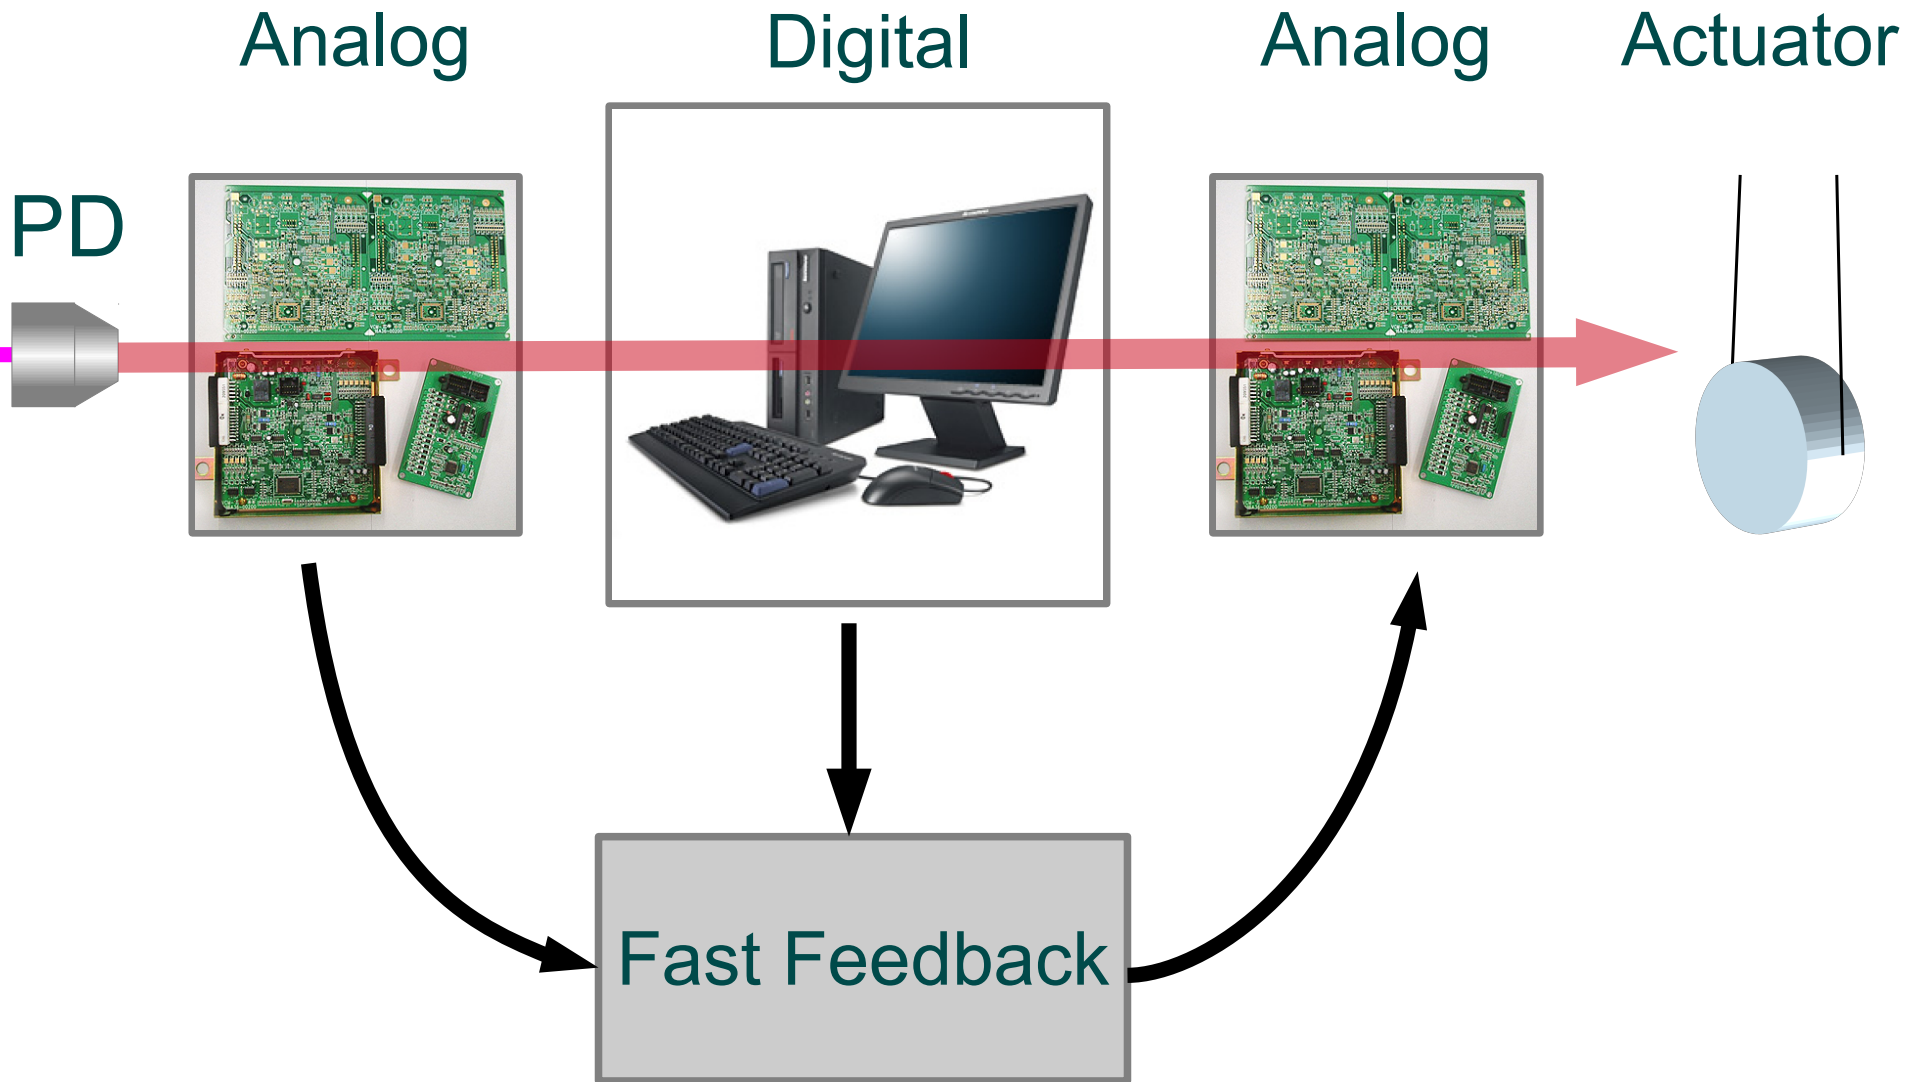 Analog
Digital
Analog
Actuator
PD
Fast Feedback